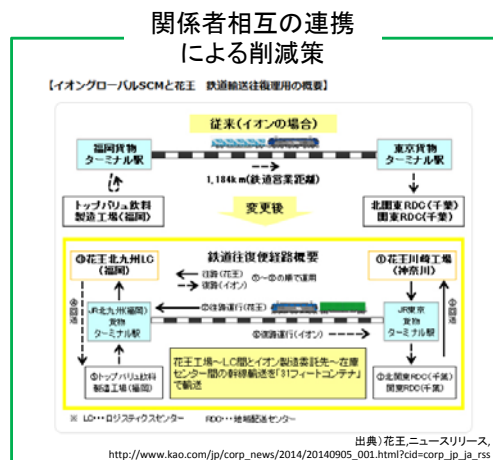 関係者相互の連携
による削減策
【イオングローバルSCMと花王 鉄道輸送往復運用の概要】
従来(イオンの場合)
福岡貨物
ターミナル駅
東京貨物
ターミナル駅
1,184km(鉄道営業距離)
トップバリュ飲料
製造工場(福岡)
北関東RDC(千葉)
関東RDC(千葉)
変更後
花王北九州LC
(福岡)
鉄道往復便経路概要
①花王川崎工場
(神奈川)
往路(花王)
復路(イオン)
①~⑥の順で運用
④回送
②往路運行(花王)
①回送
JR北九州(福岡)
貨物
ターミナル駅
JR東京
貨物
ターミナル駅
⑥復路運行(イオン)
⑤トップバリュ飲料
製造工場(福岡)
北関東RDC(千葉)
関東RDC(千葉)
花王工場~LC間とイオン製造委託先~在庫
センター間の幹線輸送を「31フィートコンテナ」
で輸送
※ LC・・・ロジスティクスセンター RDC・・・地域配送センター
出典)花王,ニュースリリース,
http://www.kao.com/jp/corp_news/2014/20140905_001.html?cid=corp_jp_ja_rss